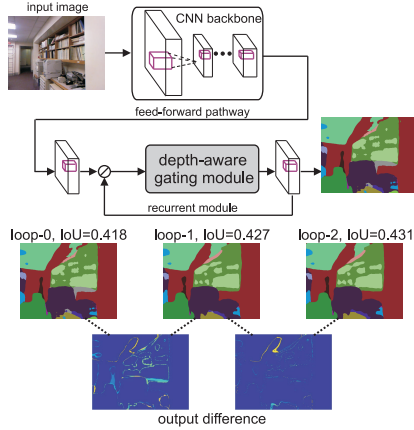 input image
CNN backbone
feed-forward pathway
depth-aware
gating module
recurrent module
loop-0, IoU=0.418
loop-1, IoU=0.427
loop-2, IoU=0.431
output difference